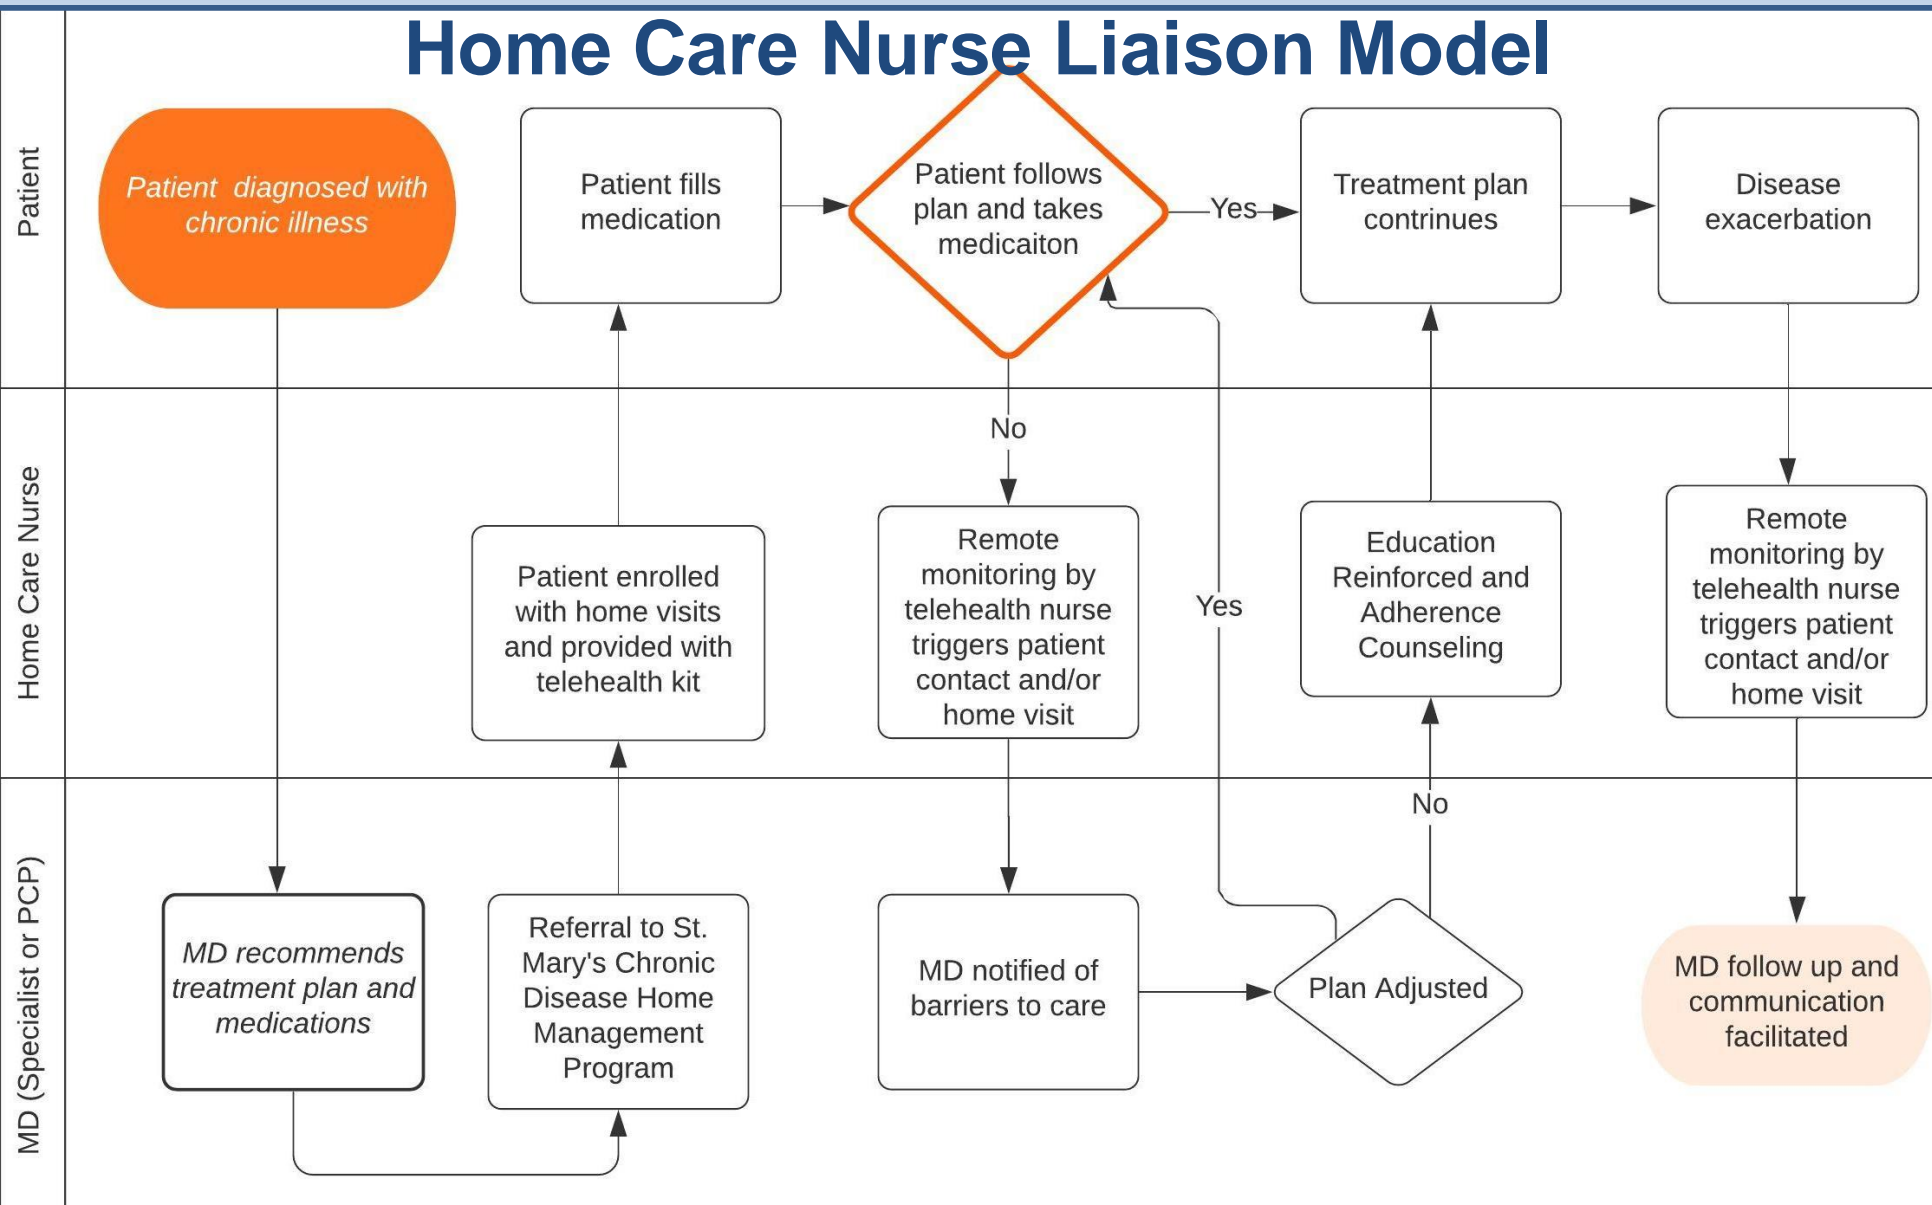 Home Care Nurse Liaison Model
Patient
Patient diagnosed with
chronic illness
Patient fills
medication
Patient follows
plan and takes
medicaiton
Yes
Treatment plan
contrinues
Disease
exacerbation
Home Care Nurse
Patient enrolled
with home visits
and provided with
telehealth kit
No
Remote
monitoring by
telehealth nurse
triggers patient
contact and/or
home visit
Yes
Education
Reinforced and
Adherence
Counseling
Remote
monitoring by
telehealth nurse
triggers patient
contact and/or
home visit
MD (Specialist or PCP)
MD recommends
treatment plan and
medications
Referral to St.
Mary's Chronic
Disease Home
Management
Program
MD notified of
barriers to care
Plan Adjusted
No
MD follow up and
communication
facilitated